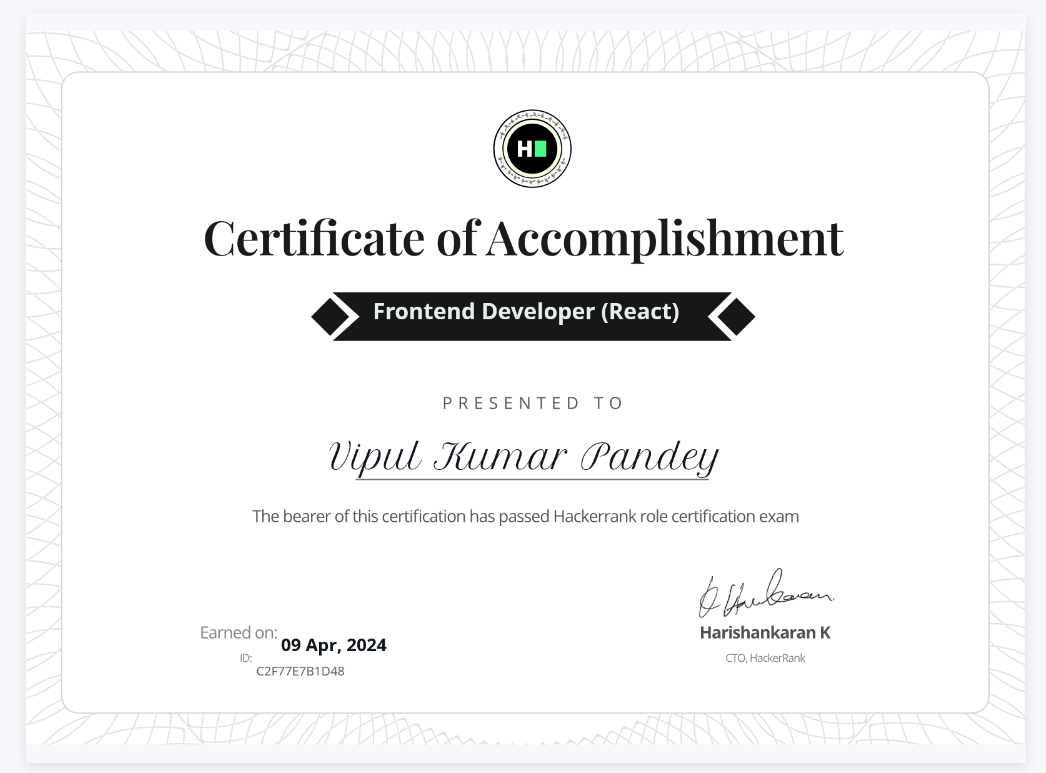 H
Certificate of Accomplishment
Frontend Developer (React)
PRESENTED TO
Vipul Kumar Pandey
The bearer of this certification has passed Hackerrank role certification exam
Earned on: 09 Apr, 2024
ID: C2F77E7B1D48
Harishankaran K
CTO, HackerRank